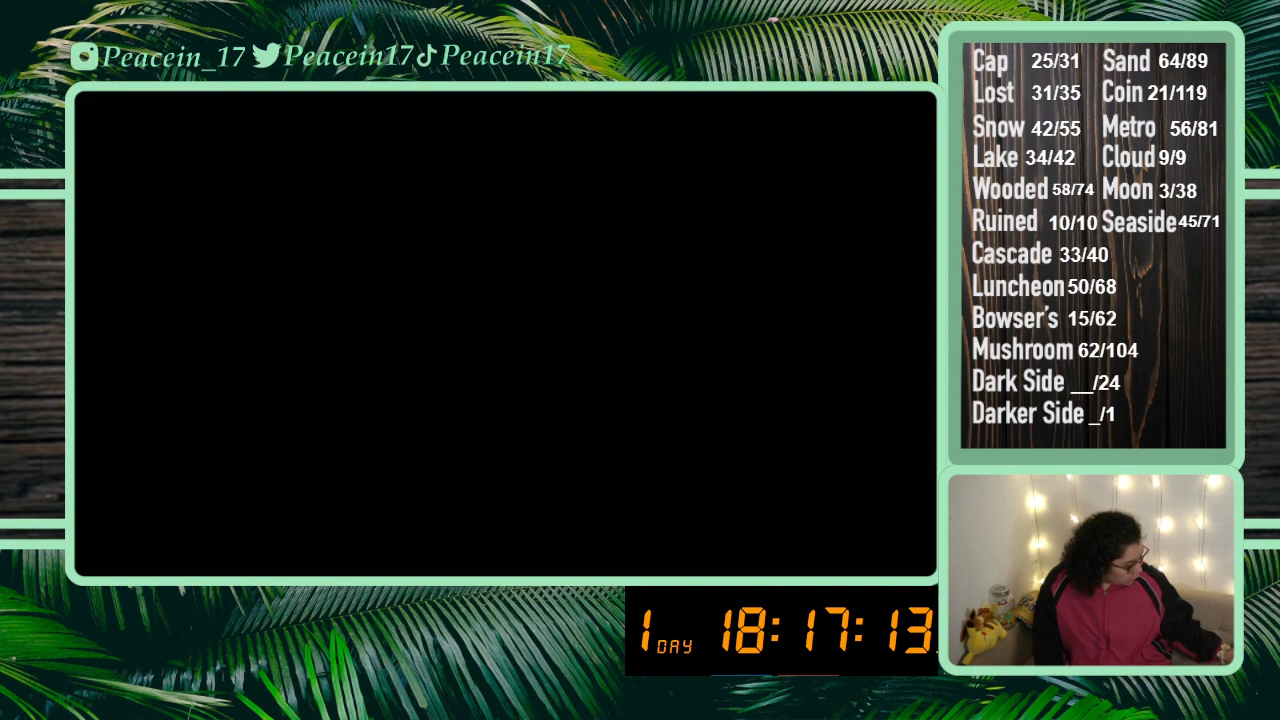 Peacein_17 Peacein17 Peacein17
Cap 25/31 Sand 64/89
Lost 31/35 Coin 21/119
Snow 42/55 Metro 56/81
Lake 34/42 Cloud 9/9
Wooded 58/74 Moon 3/38
Ruined 10/10 Seaside 45/71
Cascade 33/40
Luncheon 50/68
Bowser's 15/62
Mushroom 62/104
Dark Side __/24
Darker Side _/1
1 DAY 18:17:13